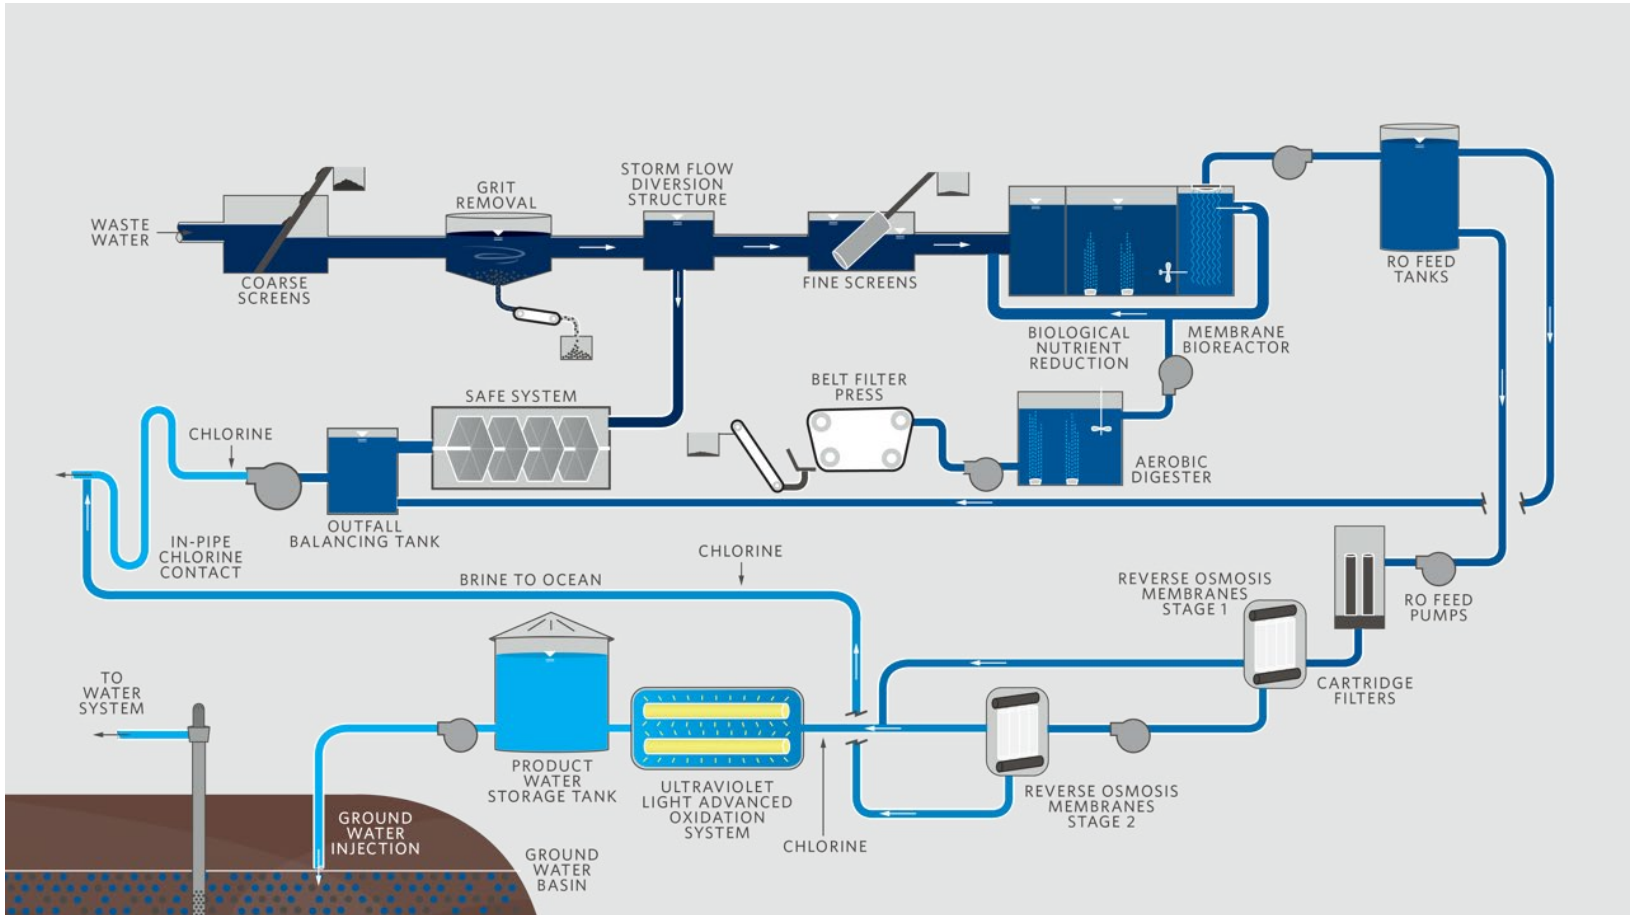 WASTE
WATER
COARSE
SCREENS
GRIT
REMOVAL
STORM FLOW
DIVERSION
STRUCTURE
FINE SCREENS
BIOLOGICAL
NUTRIENT
REDUCTION
MEMBRANE
BIOREACTOR
RO FEED
TANKS
CHLORINE
SAFE SYSTEM
BELT FILTER
PRESS
AEROBIC
DIGESTER
OUTFALL
BALANCING TANK
IN-PIPE
CHLORINE
CONTACT
CHLORINE
BRINE TO OCEAN
REVERSE OSMOSIS
MEMBRANES
STAGE 1
RO FEED
PUMPS
CARTRIDGE
FILTERS
TO
WATER
SYSTEM
PRODUCT
WATER
STORAGE TANK
ULTRAVIOLET
LIGHT ADVANCED
OXIDATION
SYSTEM
CHLORINE
REVERSE OSMOSIS
MEMBRANES
STAGE 2
GROUND
WATER
INJECTION
GROUND
WATER
BASIN